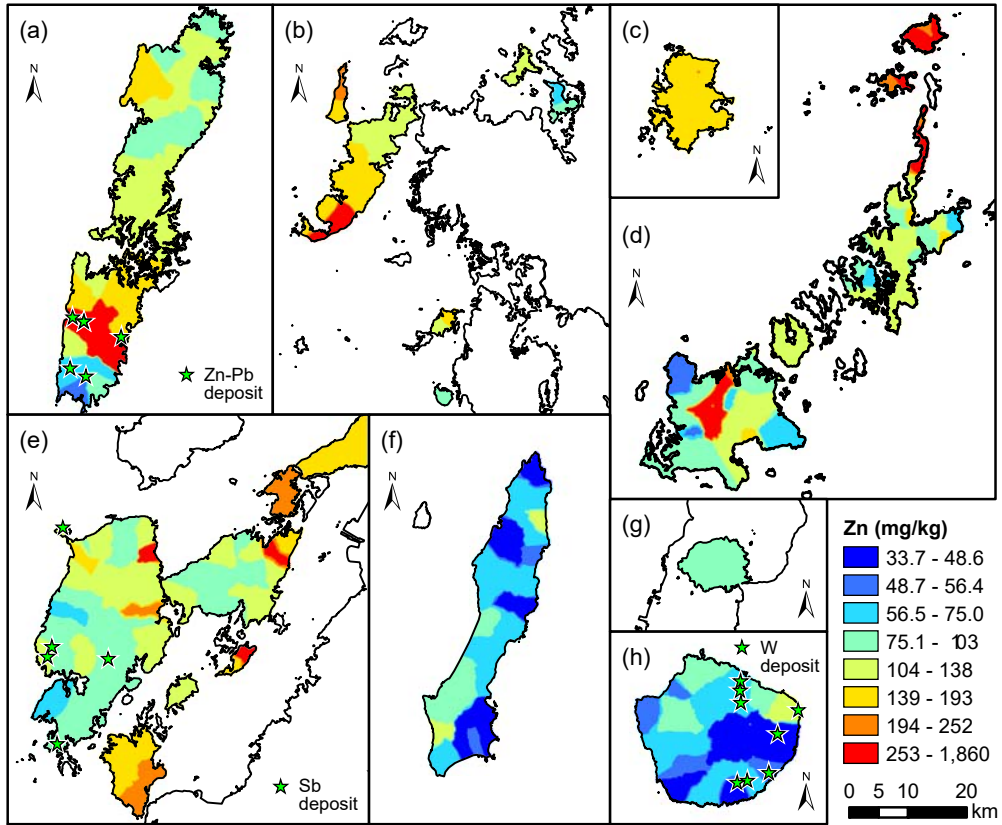 (a)
N
Zn-Pb
deposit
(b)
N
(c)
N
(d)
N
(e)
N
Sb
deposit
(f)
N
(g)
N
(h)
W
deposit
N
Zn (mg/kg)
33.7 - 48.6
48.7 - 56.4
56.5 - 75.0
75.1 - 103
104 - 138
139 - 193
194 - 252
253 - 1,860
0 10 20
km